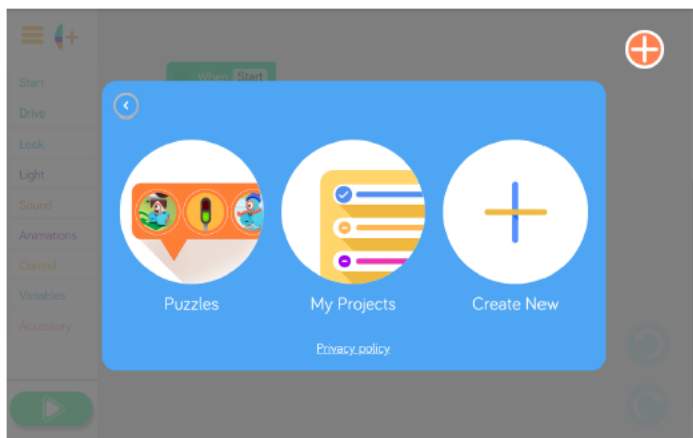 Start
When Start
Drive
Look
Light
Sound
Animations
Control
Variables
Accessory
Puzzles
My Projects
Create New
Privacy policy